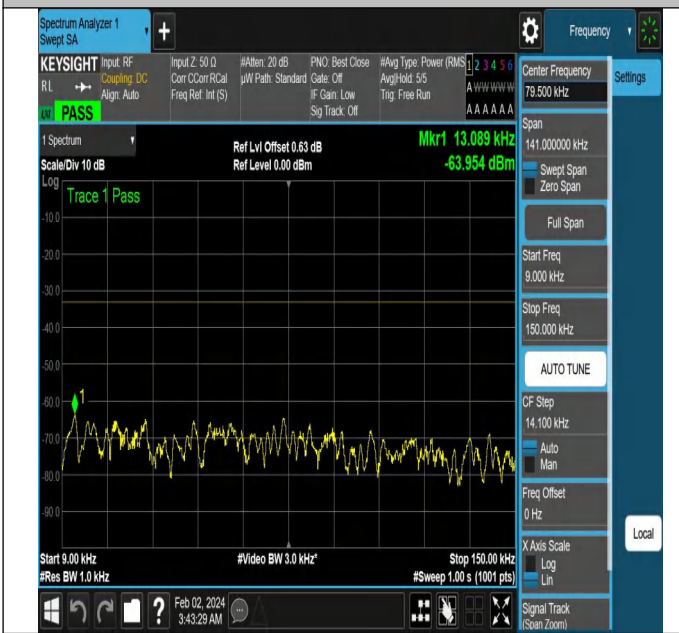 Spectrum Analyzer 1
Swept SA
+
Frequency
KEYSIGHT
Input: RF
Coupling: DC
Align: Auto
RL
PASS
Input Z: 50 Ω
Corr CCorr RCal
Freq Ref: Int (S)
#Atten: 20 dB
µW Path: Standard
PNO: Best Close
Gate: Off
IF Gain: Low
Sig Track: Off
#Avg Type: Power (RMS
Avg|Hold: 5/5
Trig: Free Run
1 2 3 4 5 6
A W W W W W
A A A A A A
1 Spectrum
Scale/Div 10 dB
Log
Ref Lvl Offset 0.63 dB
Ref Level 0.00 dBm
Mkr1 13.089 kHz
-63.954 dBm
Trace 1 Pass
-10.0
-20.0
-30.0
-40.0
-50.0
-60.0
-70.0
-80.0
-90.0
1
Start 9.00 kHz
#Res BW 1.0 kHz
#Video BW 3.0 kHz*
Stop 150.00 kHz
#Sweep 1.00 s (1001 pts)
?
Feb 02, 2024
3:43:29 AM
Center Frequency
79.500 kHz
Settings
Span
141.000000 kHz
Swept Span
Zero Span
Full Span
Start Freq
9.000 kHz
Stop Freq
150.000 kHz
AUTO TUNE
CF Step
14.100 kHz
Auto
Man
Freq Offset
0 Hz
X Axis Scale
Log
Lin
Local
Signal Track
(Span Zoom)